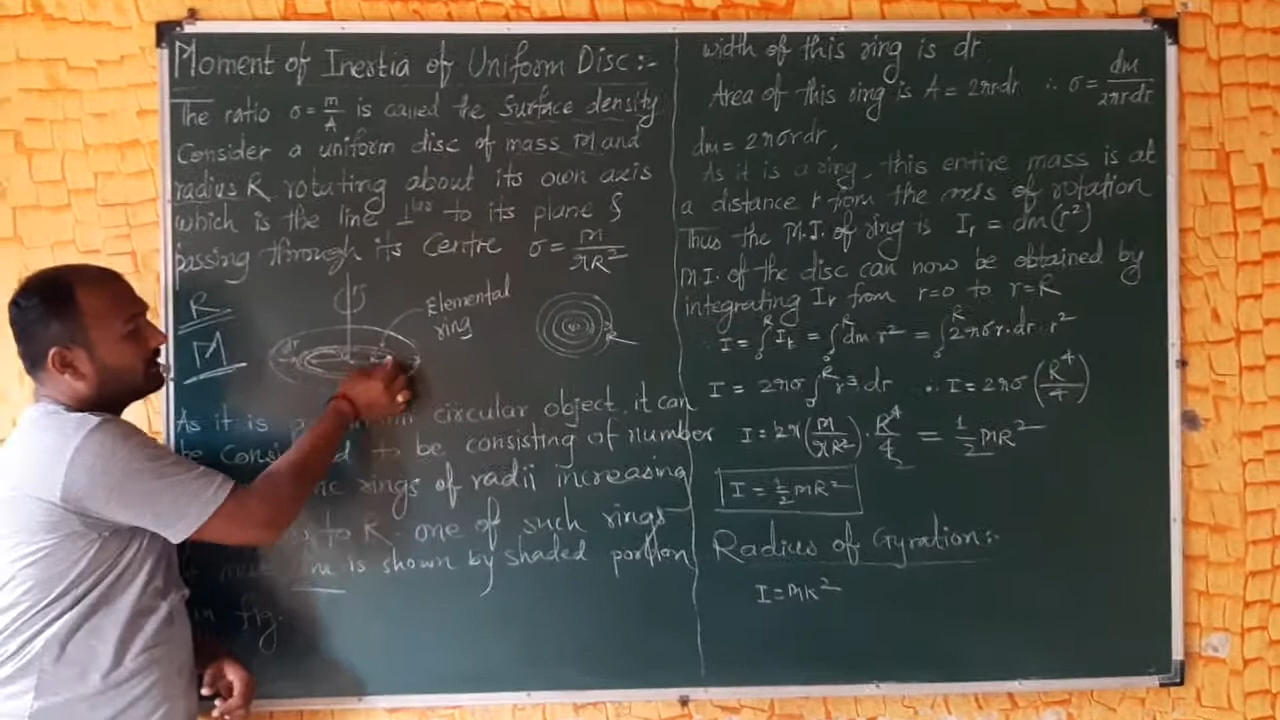 Moment of Inertia of Uniform Disc:-
The ratio σ = m/A is called the surface density
Consider a uniform disc of mass M and
radius R rotating about its own axis
which is the line ⊥lar to its plane &
passing through its centre σ = M/πR²
R
M
Elemental
ring
dr
R
As it is a circular object, it can
be considered to be consisting of number
rings of radii increasing
to R. one of such rings
is shown by shaded portion
in fig.
width of this ring is dr
Area of this ring is A = 2πrdr ∴ σ = dm/2πrdr
dm = 2πσrdr,
As it is a ring, this entire mass is at
a distance r from the axis of rotation
Thus the M.I. of ring is Ir = dm(r²)
M.I. of the disc can now be obtained by
integrating Ir from r=0 to r=R
∴ I = ∫₀ᴿ Ir = ∫₀ᴿ dm r² = ∫₀ᴿ 2πσr.dr.r²
I = 2πσ ∫₀ᴿ r³ dr ∴ I = 2πσ (R⁴/4)
I = 2π(M/πR²).R⁴/4 = 1/2 MR²
I = 1/2 MR²
Radius of Gyration:-
I = MK²